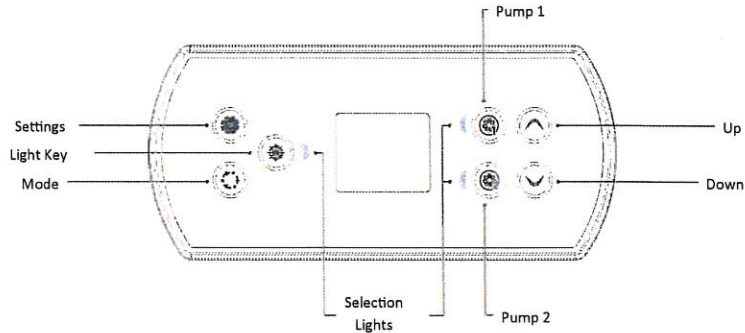 Pump 1
Settings
Up
Light Key
Mode
Down
Selection
Lights
Pump 2